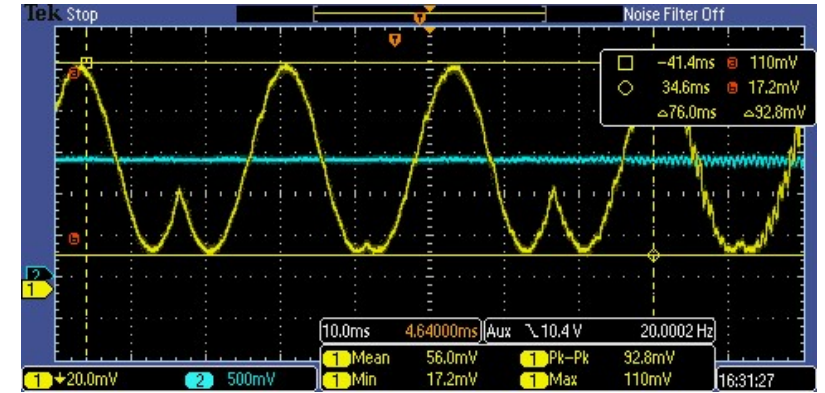 Tek Stop
Noise Filter Off
T
T
a
-41.4ms a 110mV
34.6ms b 17.2mV
△76.0ms △92.8mV
b
2
1
10.0ms 4.64000ms
Aux ↘ 10.4 V 20.0002 Hz
1 Mean 56.0mV 1 Pk-Pk 92.8mV
1 Min 17.2mV 1 Max 110mV
1 20.0mV 2 500mV
16:31:27